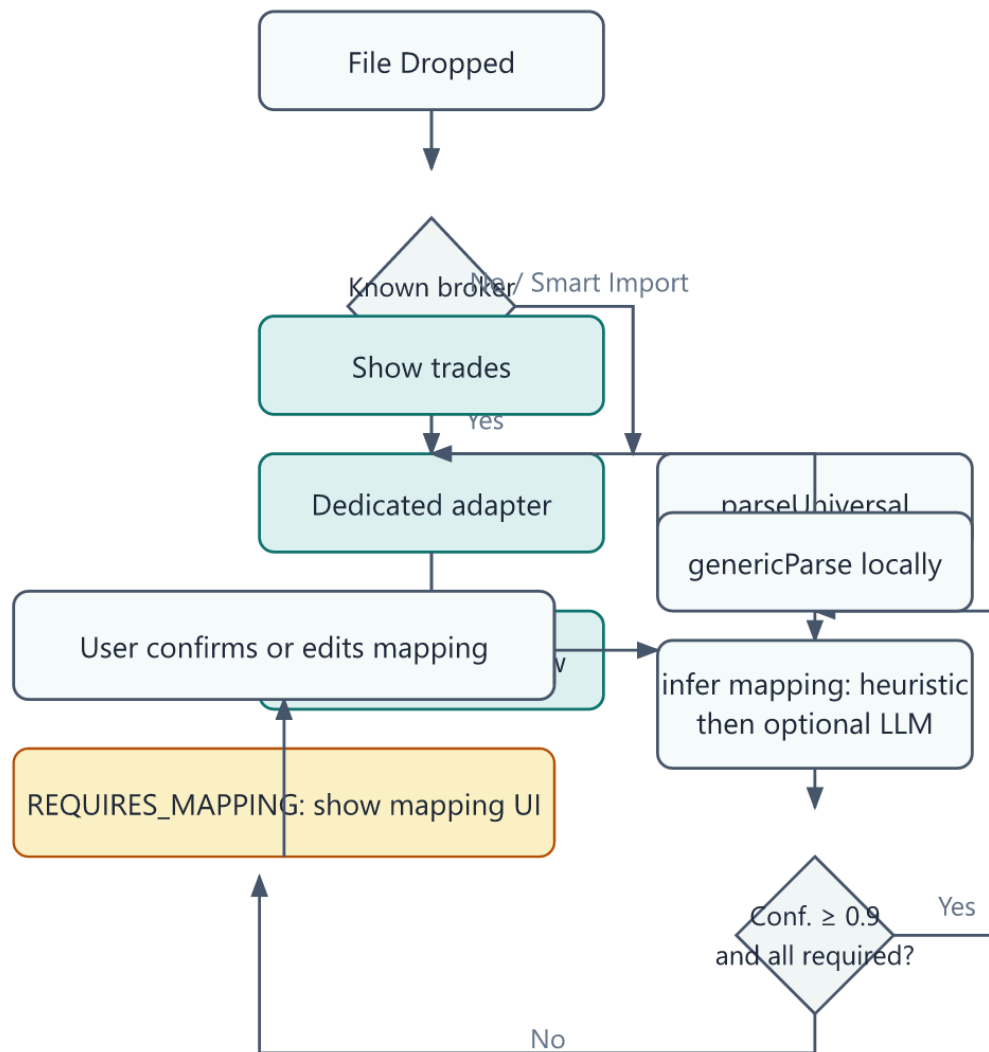 File Dropped
Known broker
/ Smart Import
Show trades
Yes
Dedicated adapter
parseUniversal
genericParse locally
User confirms or edits mapping
infer mapping: heuristic
then optional LLM
REQUIRES_MAPPING: show mapping UI
Conf. ≥ 0.9
and all required?
Yes
No